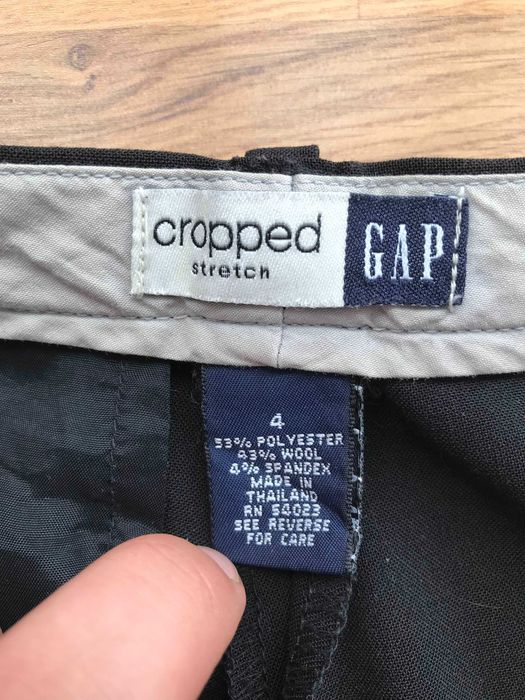 cropped
stretch
GAP
4
53% POLYESTER
43% WOOL
4% SPANDEX
MADE IN
THAILAND
RN 54023
SEE REVERSE
FOR CARE